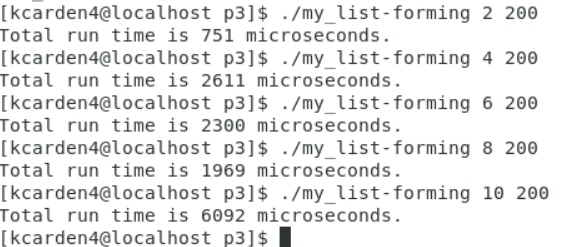 [kcarden4@localhost p3]$ ./my_list-forming 2 200
Total run time is 751 microseconds.
[kcarden4@localhost p3]$ ./my_list-forming 4 200
Total run time is 2611 microseconds.
[kcarden4@localhost p3]$ ./my_list-forming 6 200
Total run time is 2300 microseconds.
[kcarden4@localhost p3]$ ./my_list-forming 8 200
Total run time is 1969 microseconds.
[kcarden4@localhost p3]$ ./my_list-forming 10 200
Total run time is 6092 microseconds.
[kcarden4@localhost p3]$